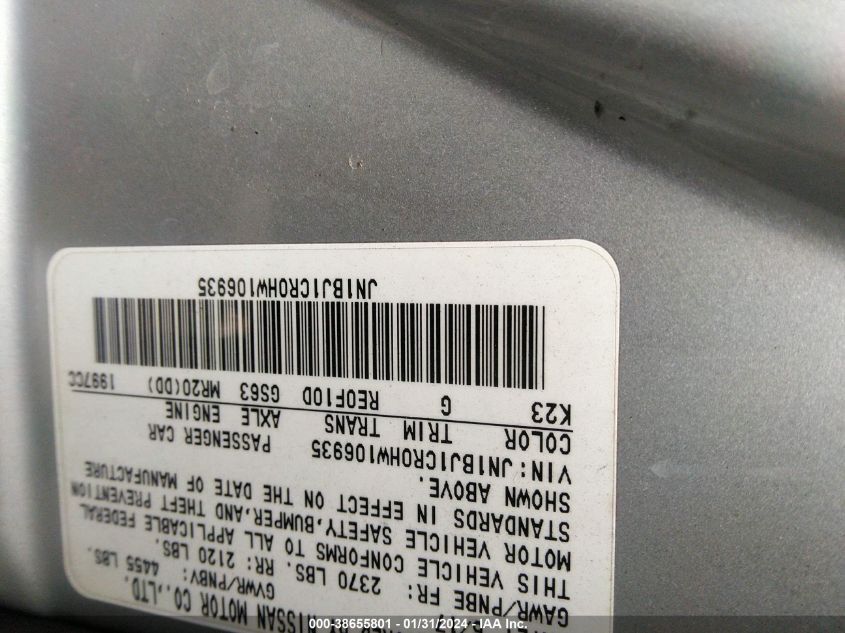 NISSAN MOTOR CO.,LTD.
GVWR/PNBV: 4455 LBS.
GAWR/PNBE FR: 2370 LBS. RR: 2120 LBS.
THIS VEHICLE CONFORMS TO ALL APPLICABLE FEDERAL
MOTOR VEHICLE SAFETY,BUMPER,AND THEFT PREVENTION
STANDARDS IN EFFECT ON THE DATE OF MANUFACTURE
SHOWN ABOVE.
VIN:JN1BJ1CR0HW106935 PASSENGER CAR
COLOR TRIM TRANS AXLE ENGINE
K23 G RE0F10D GS63 MR20(DD) 1997CC
JN1BJ1CR0HW106935
000-38655801 - 01/31/2024 - IAA Inc.